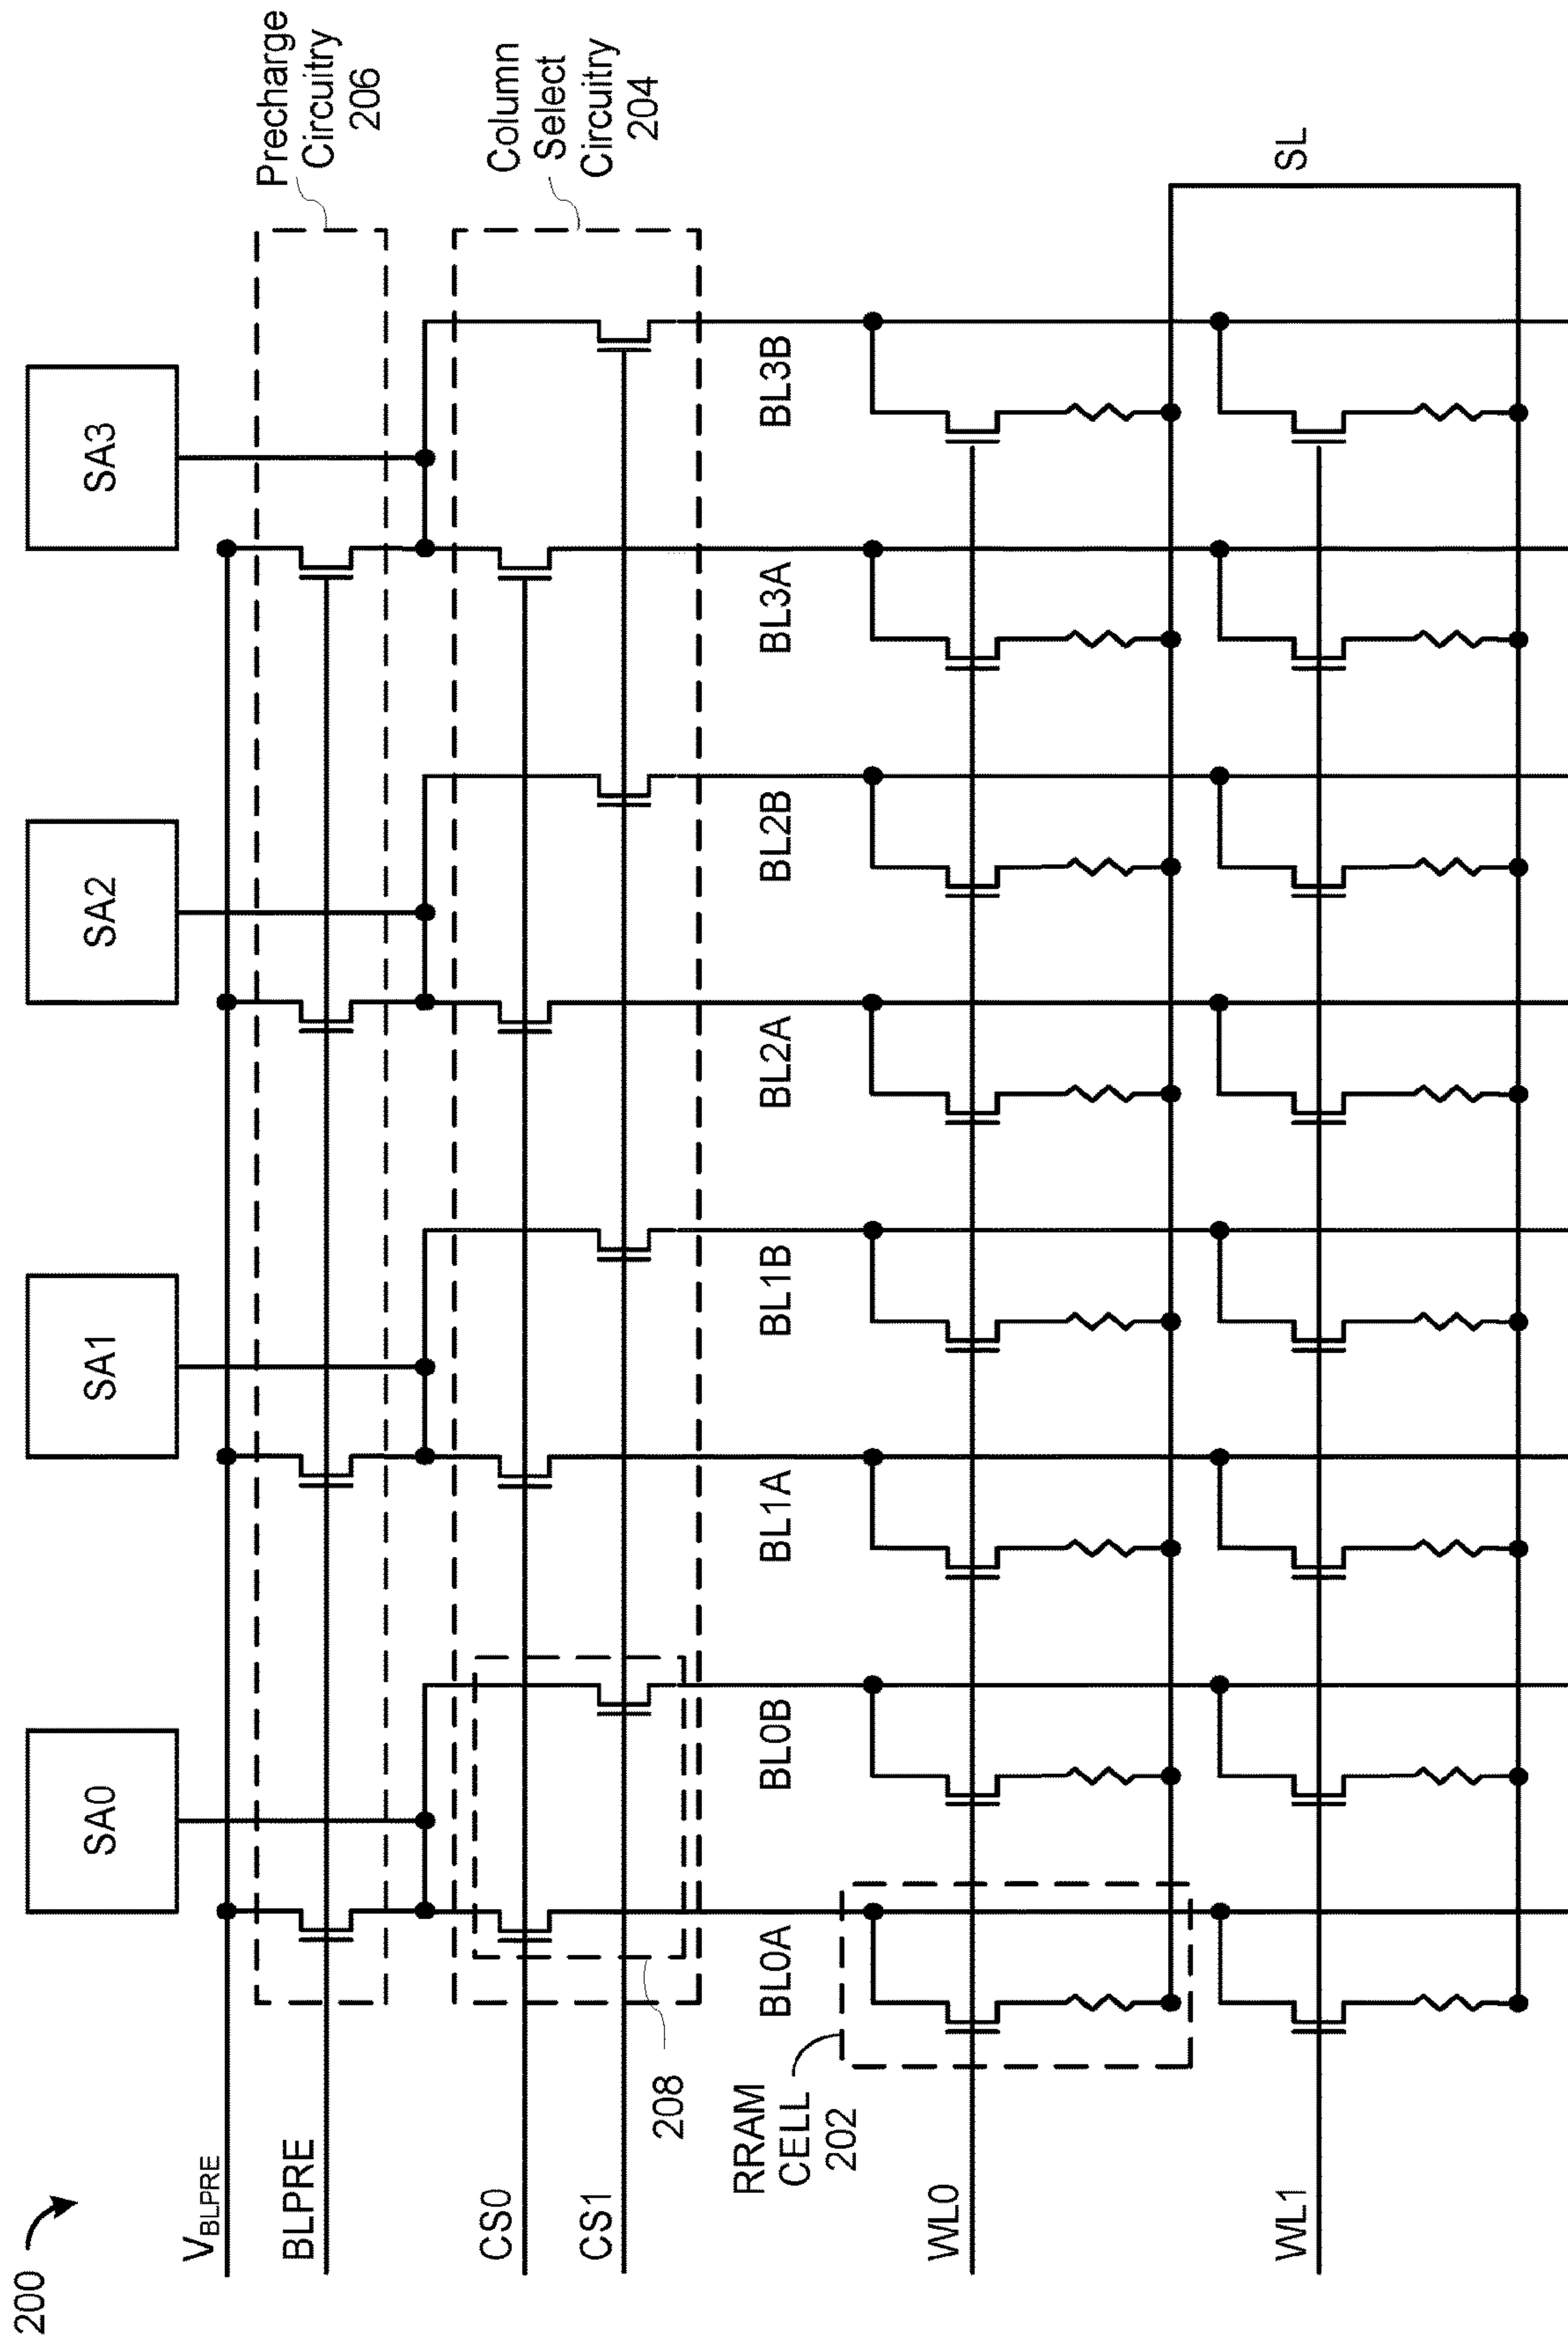 200
SA0
SA1
SA2
SA3
VBLPRE
BLPRE
Precharge
Circuitry
206
CS0
CS1
Column
Select
Circuitry
204
208
BL0A
BL0B
BL1A
BL1B
BL2A
BL2B
BL3A
BL3B
RRAM
CELL
202
WL0
WL1
SL